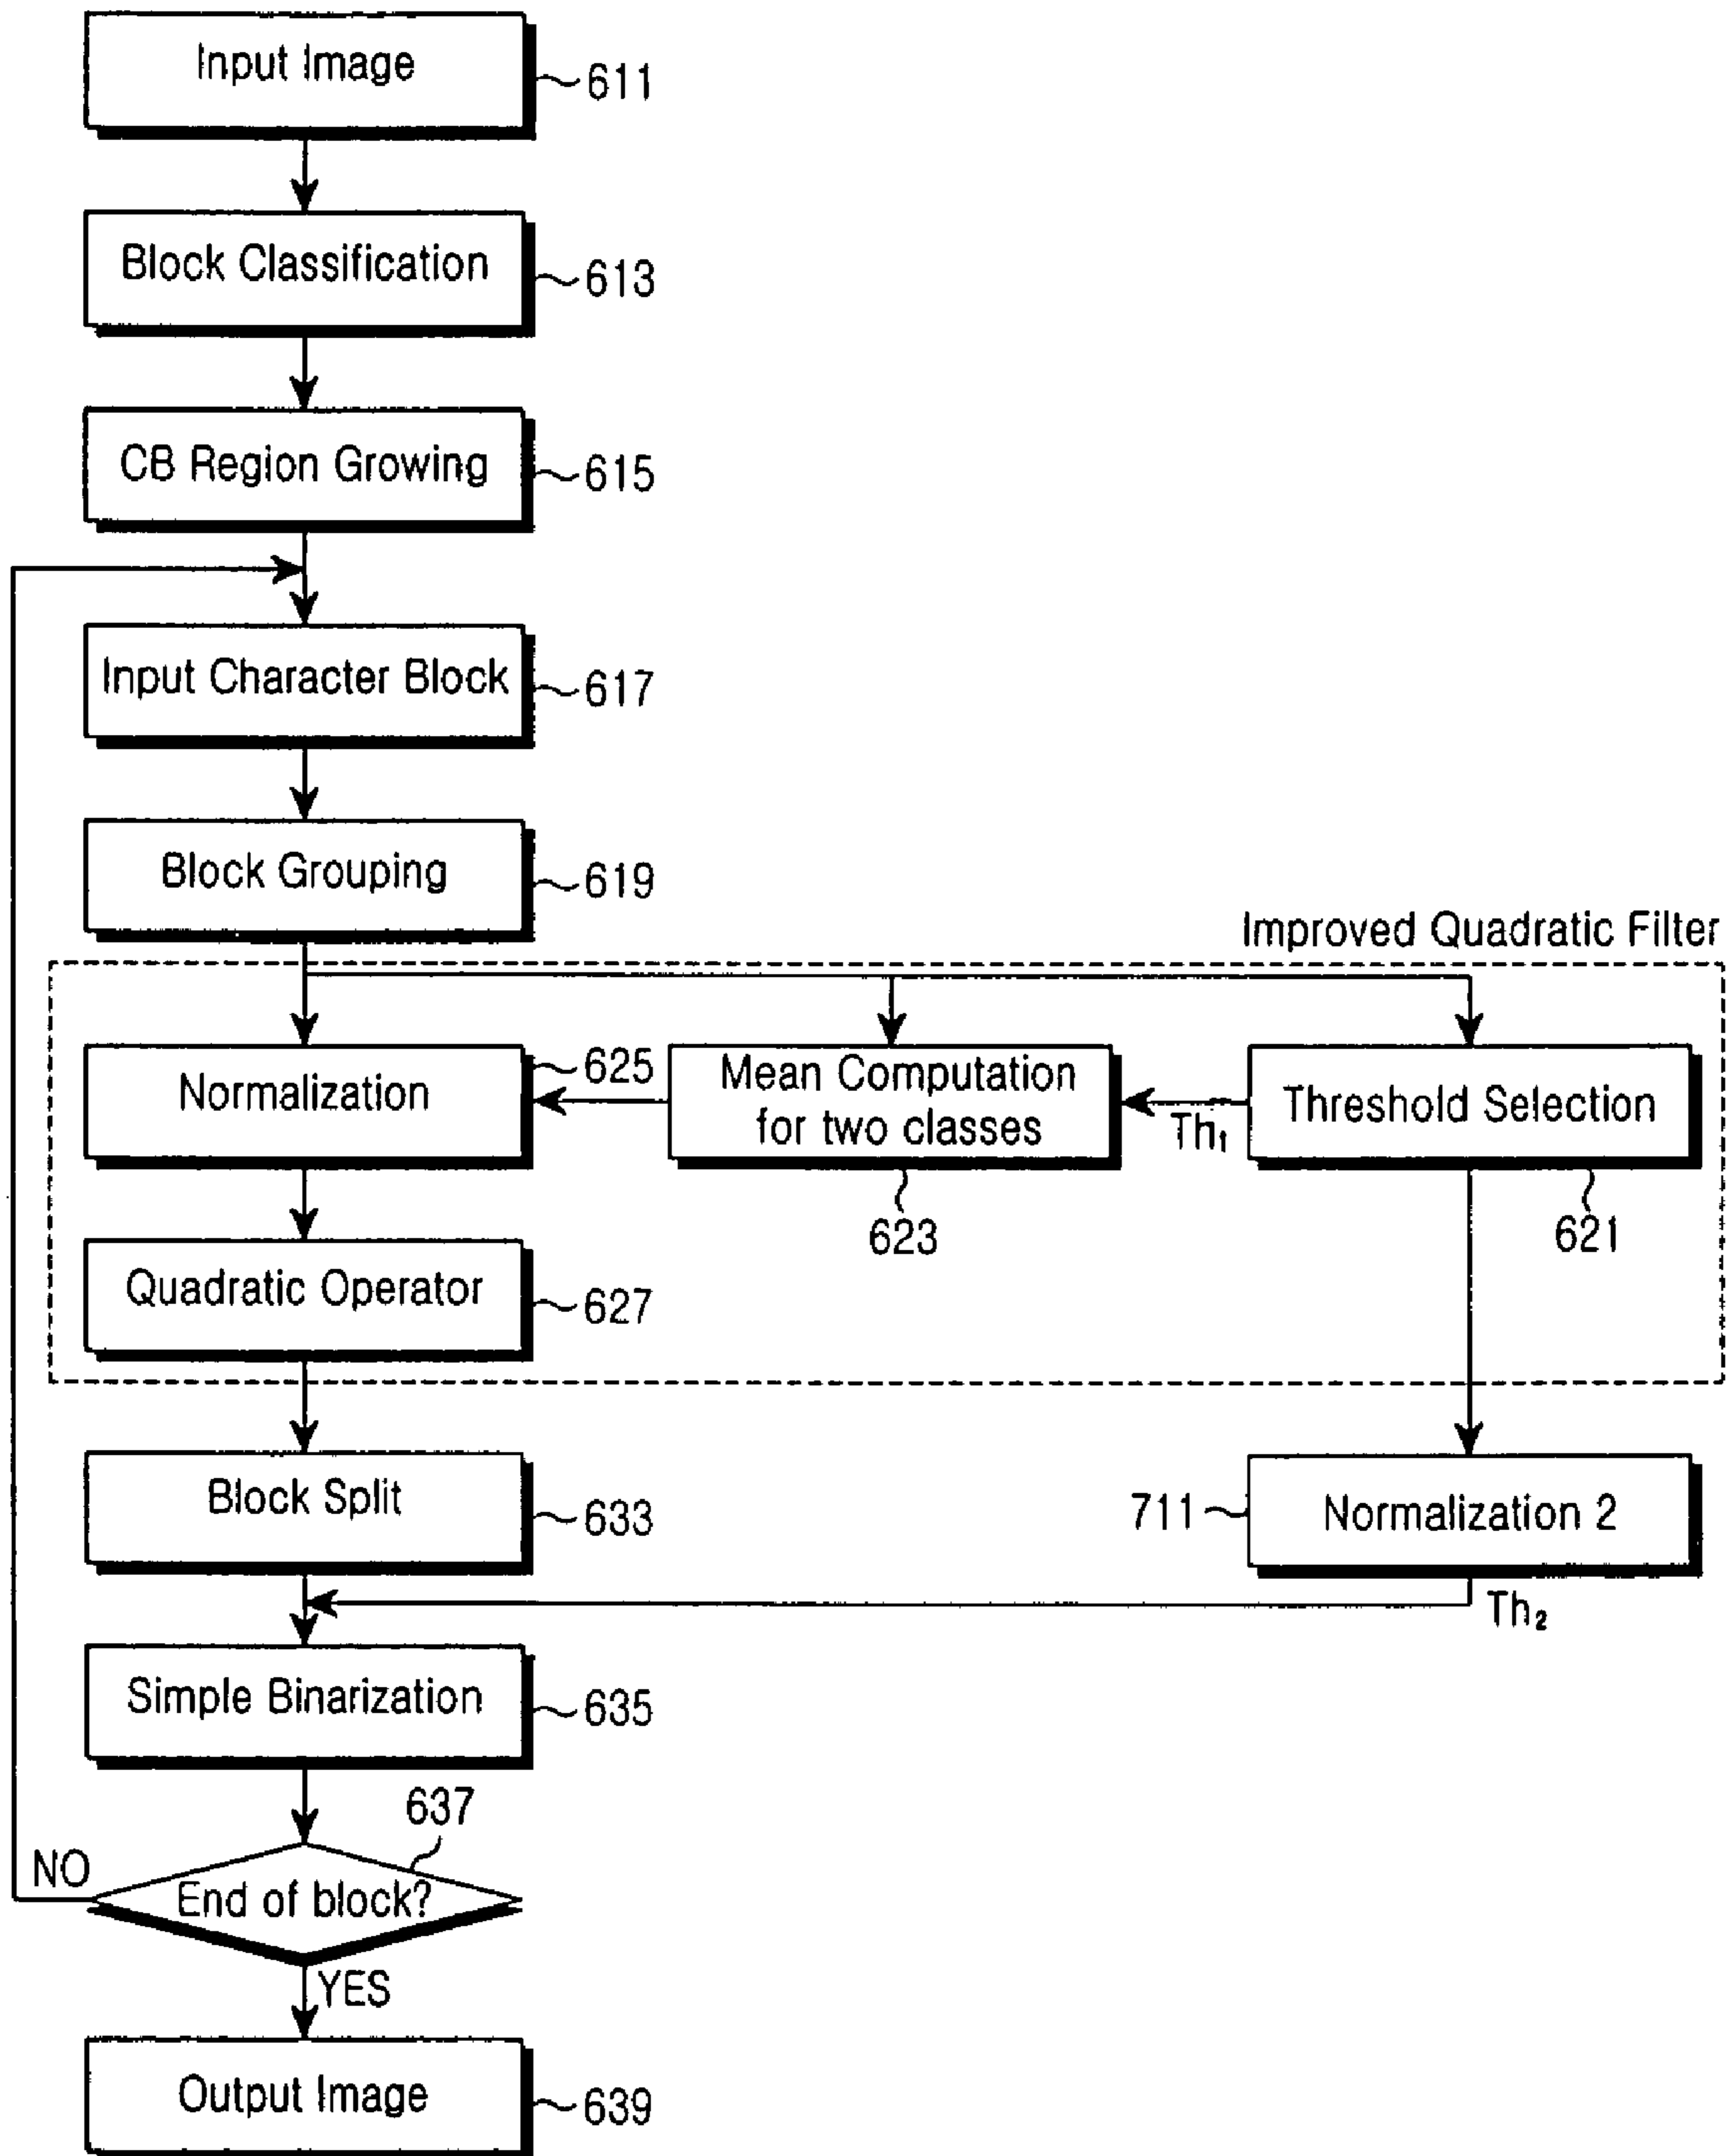 Input Image
611
Block Classification
613
CB Region Growing
615
Input Character Block
617
Block Grouping
619
Improved Quadratic Filter
Normalization
625
Mean Computation
for two classes
623
Th₁
Threshold Selection
621
Quadratic Operator
627
Block Split
633
711
Normalization 2
Th₂
Simple Binarization
635
637
NO
End of block?
YES
Output Image
639